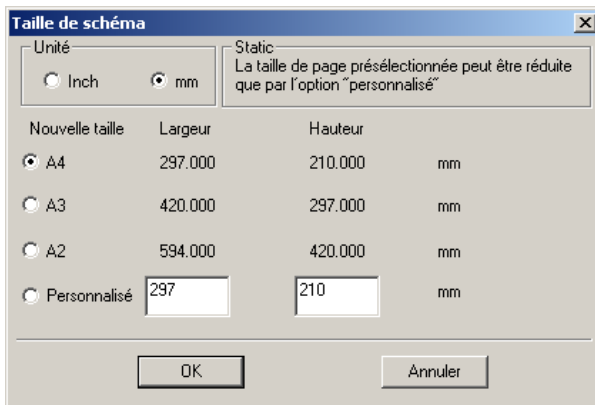 Taille de schéma
Unité
Inch
mm
Static
La taille de page présélectionnée peut être réduite
que par l'option "personnalisé"
Nouvelle taille Largeur Hauteur
A4 297.000 210.000 mm
A3 420.000 297.000 mm
A2 594.000 420.000 mm
Personnalisé 297 210 mm
OK Annuler